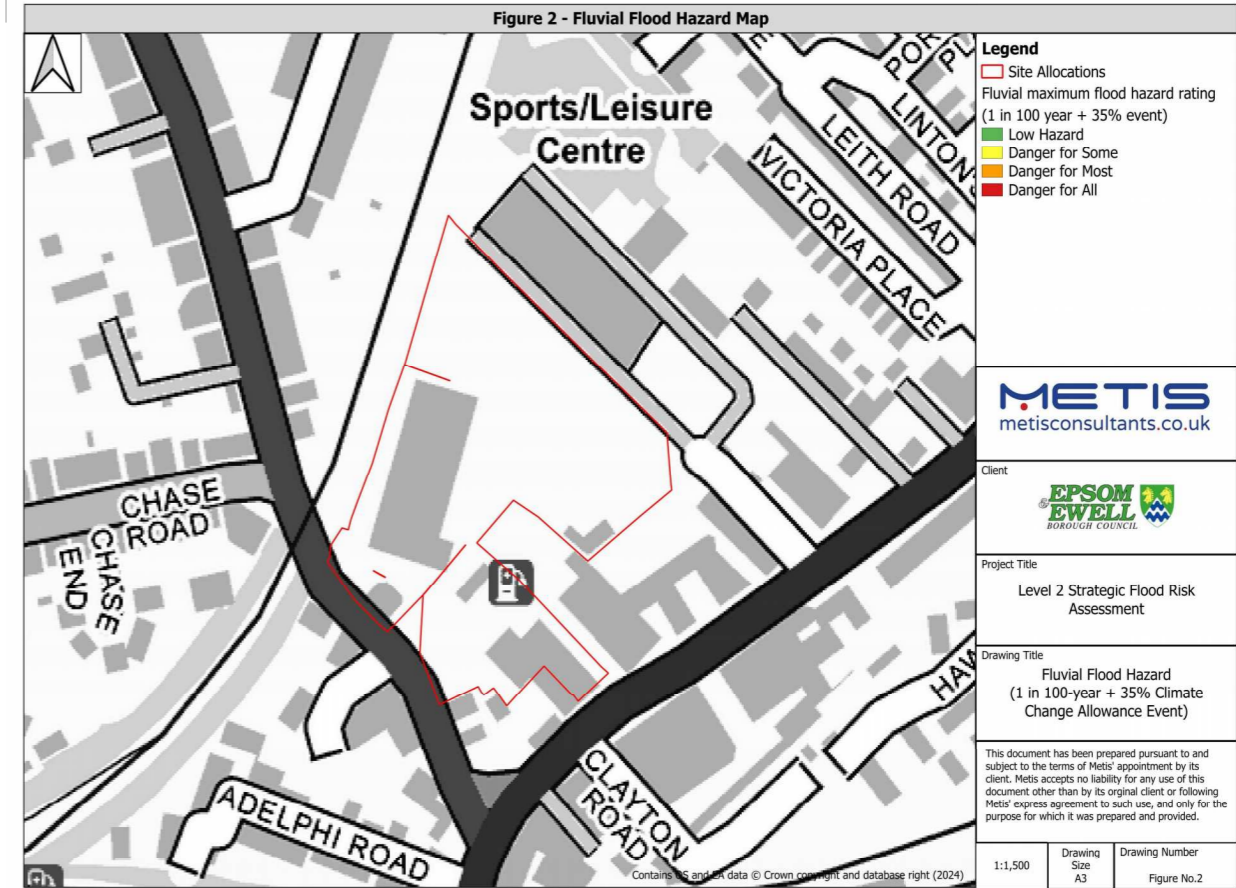 Figure 2 - Fluvial Flood Hazard Map
Sports/Leisure
Centre
LEITH ROAD
VICTORIA PLACE
CHASE
ROAD
CHASE
END
ADELPHI ROAD
CLAYTON
ROAD
Contains OS and EA data © Crown copyright and database right (2024)
Legend
Site Allocations
Fluvial maximum flood hazard rating
(1 in 100 year + 35% event)
Low Hazard
Danger for Some
Danger for Most
Danger for All
METIS
metisconsultants.co.uk
Client
EPSOM
& EWELL
BOROUGH COUNCIL
Project Title
Level 2 Strategic Flood Risk
Assessment
Drawing Title
Fluvial Flood Hazard
(1 in 100-year + 35% Climate
Change Allowance Event)
This document has been prepared pursuant to and
subject to the terms of Metis' appointment by its
client. Metis accepts no liability for any use of this
document other than by its orginal client or following
Metis' express agreement to such use, and only for the
purpose for which it was prepared and provided.
1:1,500
Drawing
Size
A3
Drawing Number
Figure No.2